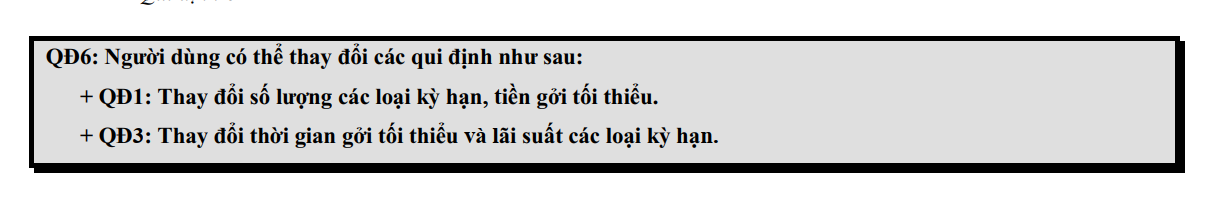 QĐ6: Người dùng có thể thay đổi các qui định như sau:
+ QĐ1: Thay đổi số lượng các loại kỳ hạn, tiền gởi tối thiểu.
+ QĐ3: Thay đổi thời gian gởi tối thiểu và lãi suất các loại kỳ hạn.